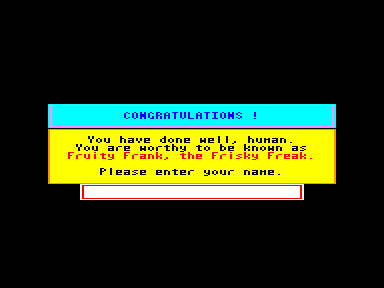 CONGRATULATIONS !
You have done well, human.
You are worthy to be known as
Fruity Frank, the Frisky Freak.
Please enter your name.